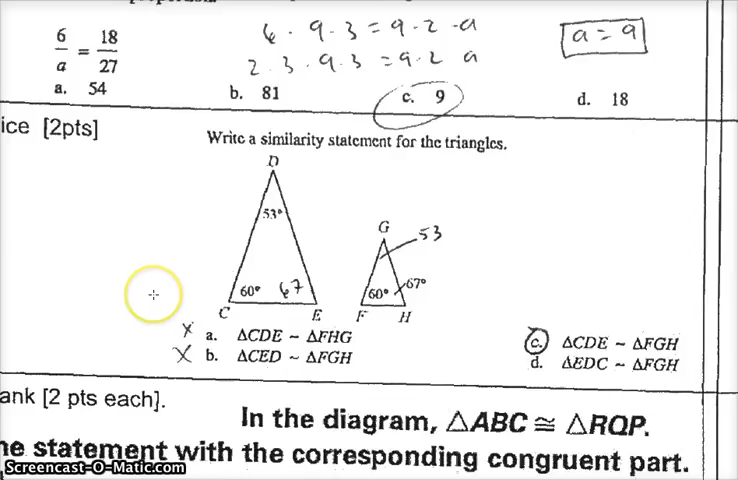 6/a = 18/27
6 · 9 · 3 = 9 · 2 · a
2 · 3 · 9 · 3 = 9 · 2 a
a = 9
a. 54 b. 81 c. 9 d. 18
ice [2pts]
Write a similarity statement for the triangles.
D
53°
G
53
60° 67
60° 67°
C E F H
x a. ΔCDE ~ ΔFHG
X b. ΔCED ~ ΔFGH
c. ΔCDE ~ ΔFGH
d. ΔEDC ~ ΔFGH
ank [2 pts each].
In the diagram, △ABC ≅ △RQP.
ne statement with the corresponding congruent part.
Screencast-O-Matic.com